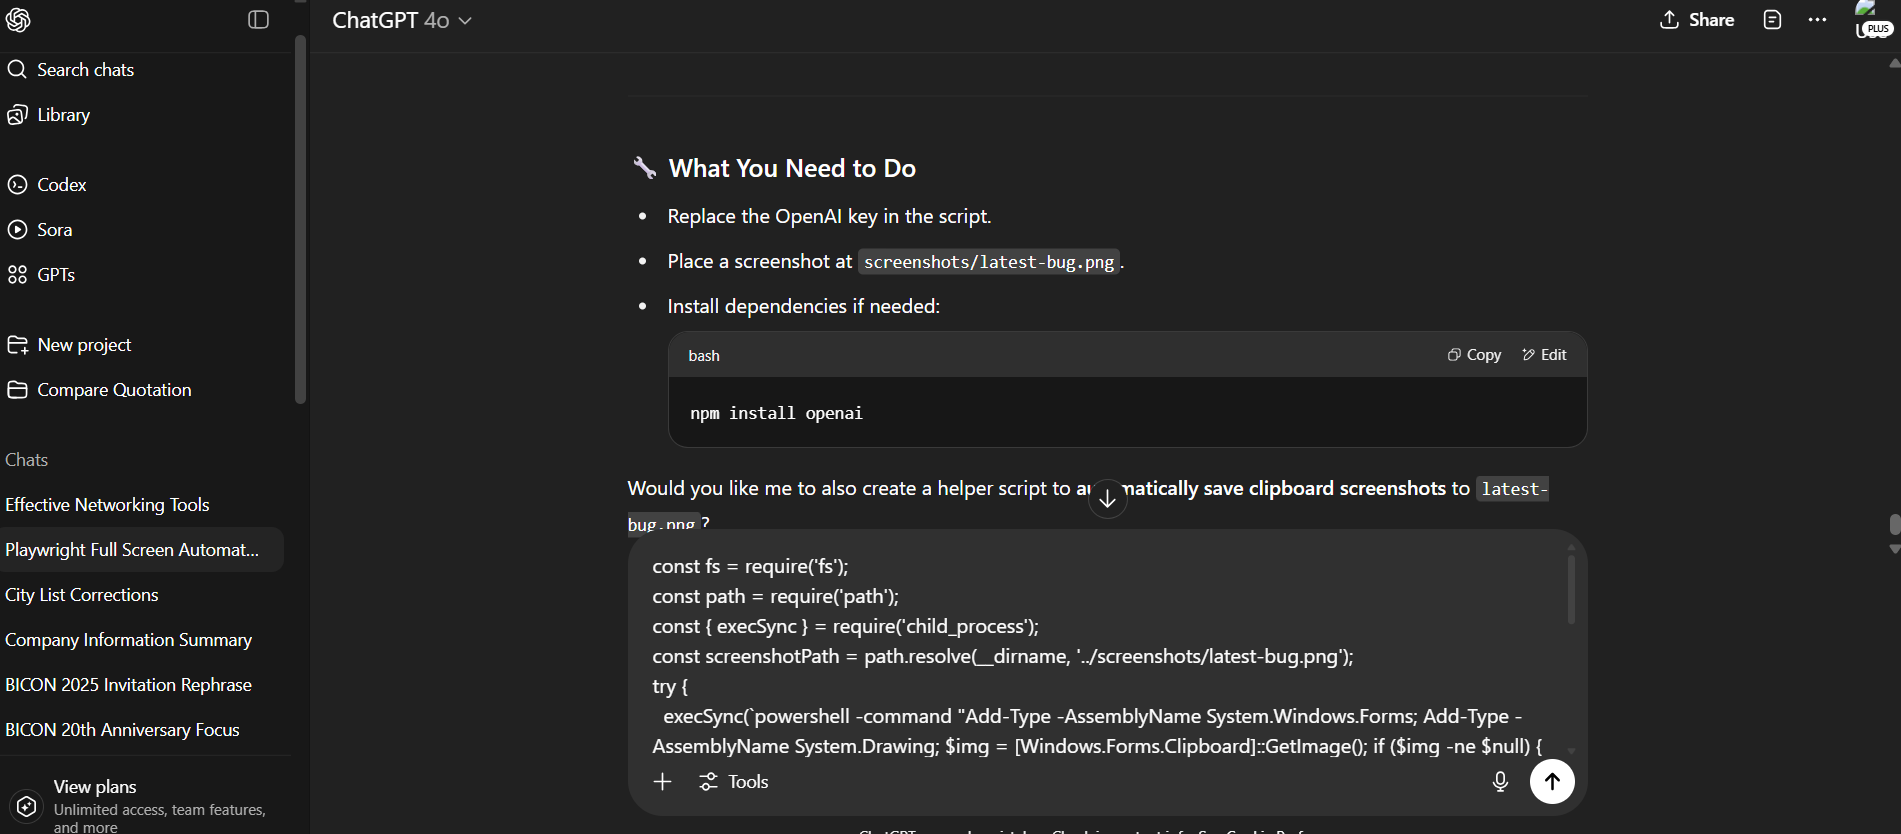 ChatGPT 4o
Share
PLUS
Search chats
Library
Codex
Sora
GPTs
New project
Compare Quotation
Chats
Effective Networking Tools
Playwright Full Screen Automat...
City List Corrections
Company Information Summary
BICON 2025 Invitation Rephrase
BICON 20th Anniversary Focus
View plans
Unlimited access, team features,
and more
What You Need to Do
• Replace the OpenAI key in the script.
• Place a screenshot at screenshots/latest-bug.png.
• Install dependencies if needed:
bash
Copy
Edit
npm install openai
Would you like me to also create a helper script to clipboard screenshots to latest-
bug.png?
const fs = require('fs');
const path = require('path');
const { execSync } = require('child_process');
const screenshotPath = path.resolve(__dirname, '../screenshots/latest-bug.png');
try {
execSync(`powershell -command "Add-Type -AssemblyName System.Windows.Forms; Add-Type -
AssemblyName System.Drawing; $img = [Windows.Forms.Clipboard]::GetImage(); if ($img -ne $null) {
Tools